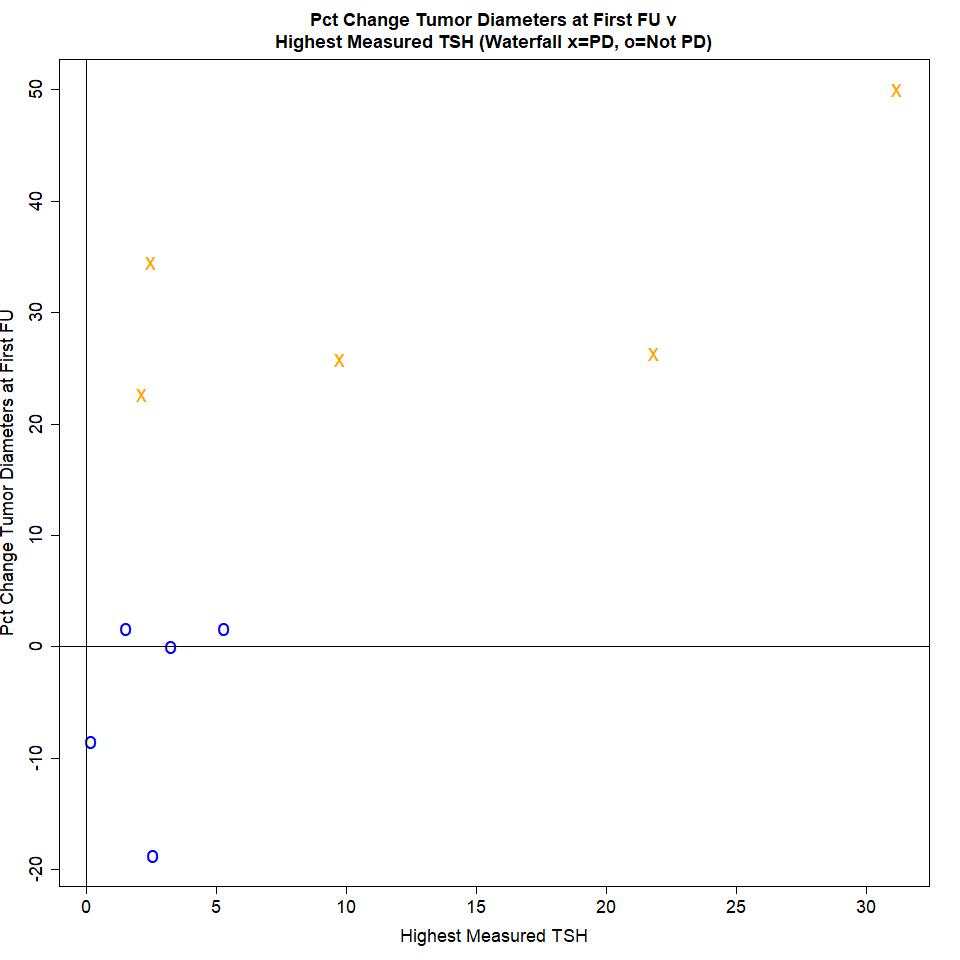 Pct Change Tumor Diameters at First FU v
Highest Measured TSH (Waterfall x=PD, o=Not PD)
Pct Change Tumor Diameters at First FU
50
40
30
20
10
0
-10
-20
X
X
X
X
X
O
O
O
O
O
0 5 10 15 20 25 30
Highest Measured TSH